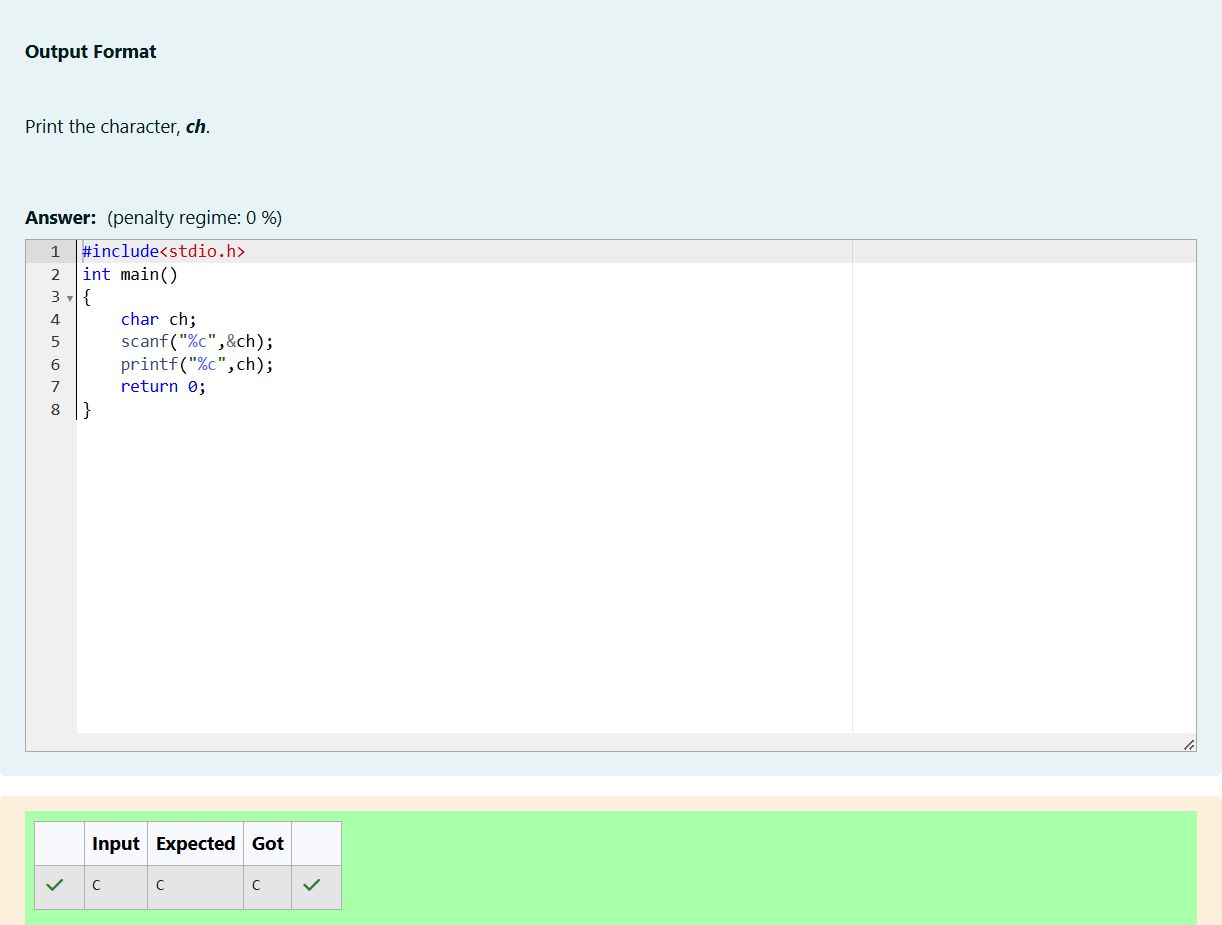 Output Format
Print the character, ch.
Answer: (penalty regime: 0 %)
1 #include<stdio.h>
2 int main()
3 {
4     char ch;
5     scanf("%c",&ch);
6     printf("%c",ch);
7     return 0;
8 }
Input Expected Got
C C C